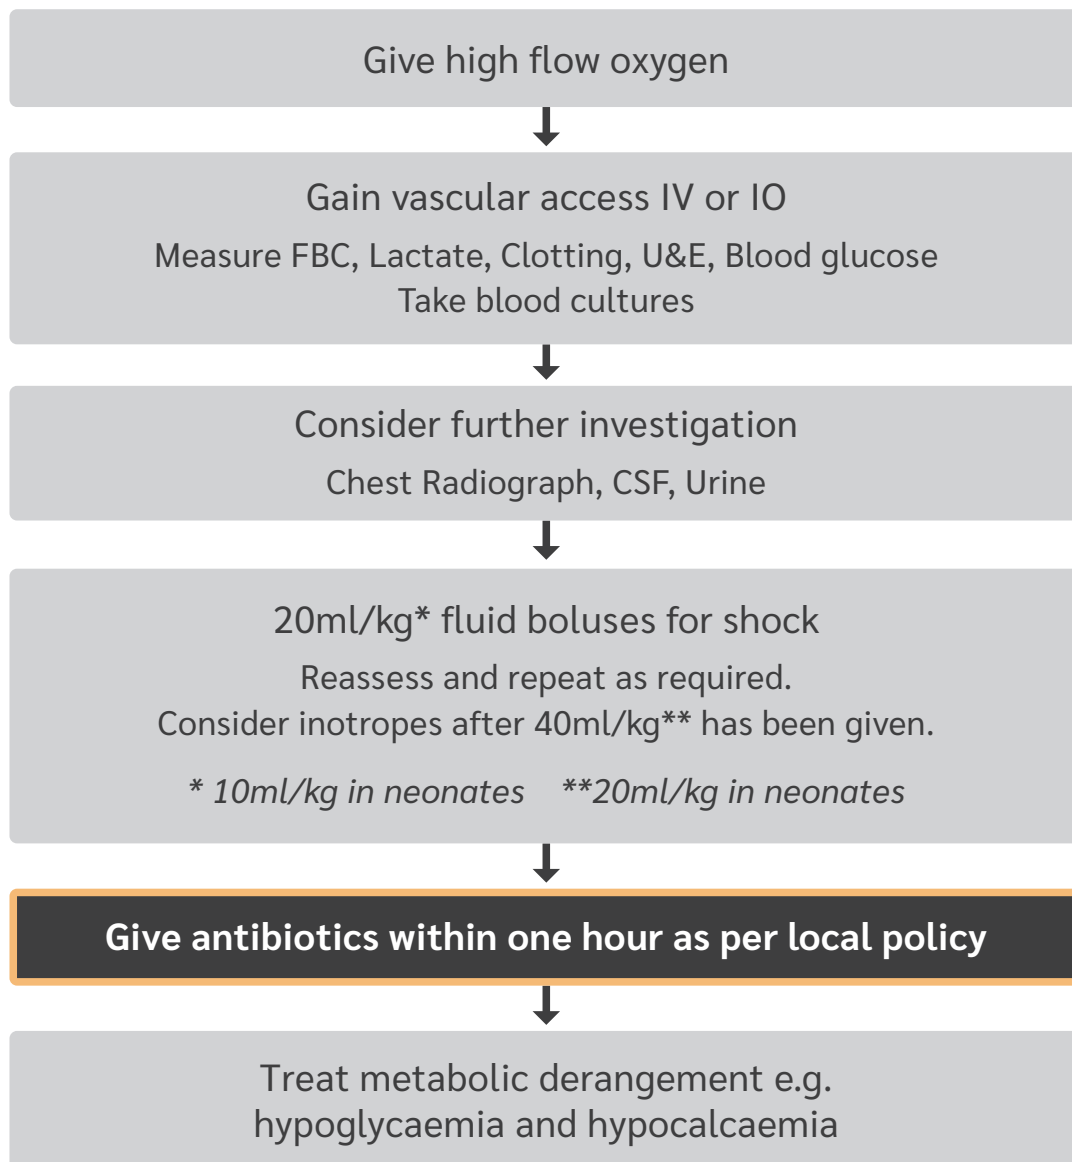 Give high flow oxygen
Gain vascular access IV or IO
Measure FBC, Lactate, Clotting, U&E, Blood glucose
Take blood cultures
Consider further investigation
Chest Radiograph, CSF, Urine
20ml/kg* fluid boluses for shock
Reassess and repeat as required.
Consider inotropes after 40ml/kg** has been given.
* 10ml/kg in neonates **20ml/kg in neonates
Give antibiotics within one hour as per local policy
Treat metabolic derangement e.g.
hypoglycaemia and hypocalcaemia